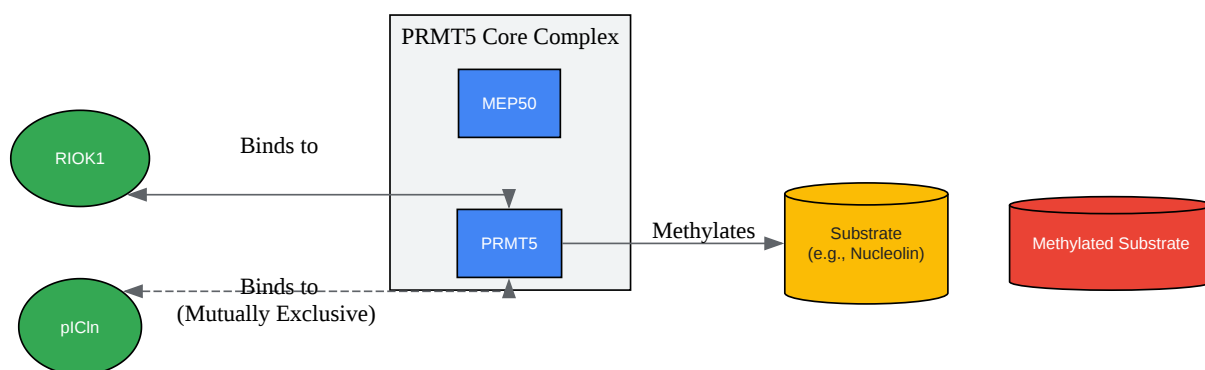 PRMT5 Core Complex
MEP50
RIOK1
Binds to
PRMT5
Methylates
Substrate
(e.g., Nucleolin)
Methylated Substrate
Binds to
(Mutually Exclusive)
pICln